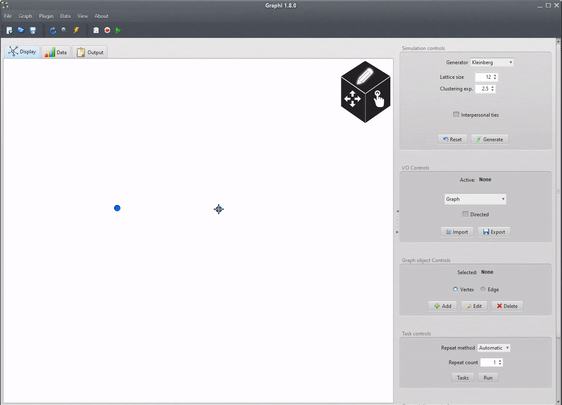 Graphi 1.8.0
File Graph Plugin Data View About
Display Data Output
Simulation controls
Generator Kleinberg
Lattice size 12
Clustering exp. 2.5
Interpersonal ties
Reset Generate
I/O Controls
Active: None
Graph
Directed
Import Export
Graph object Controls
Selected: None
Vertex Edge
Add Edit Delete
Task controls
Repeat method Automatic
Repeat count 1
Tasks Run